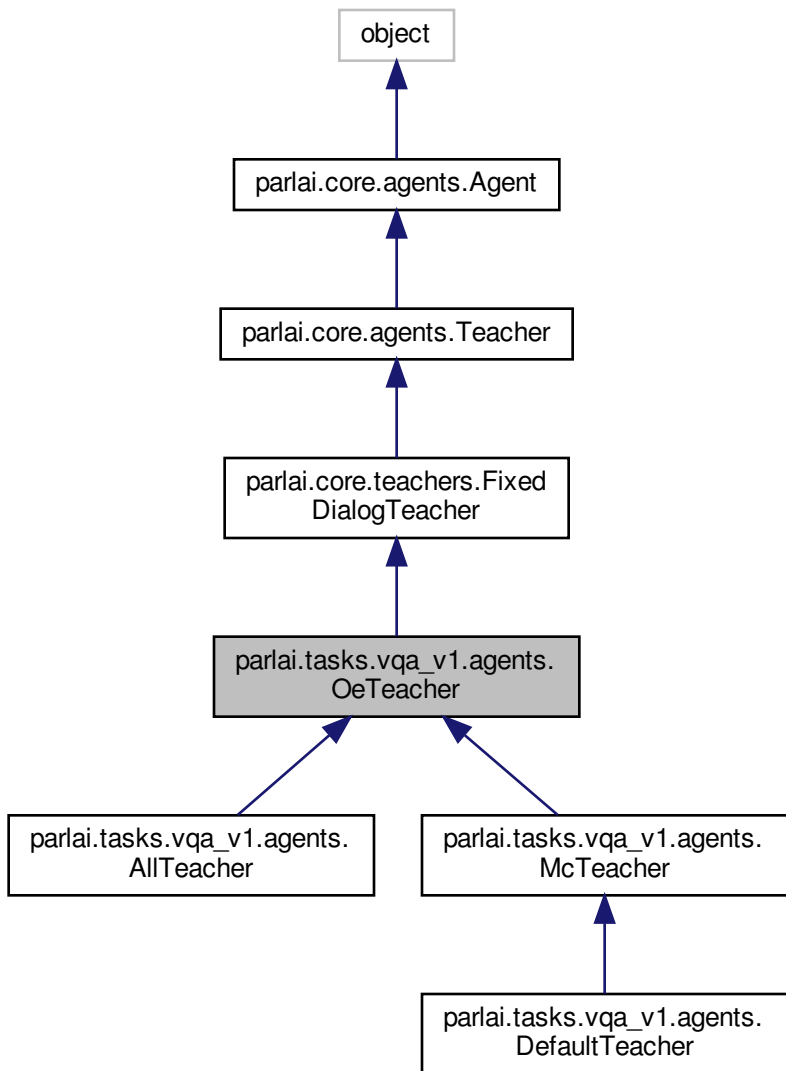 object
parlai.core.agents.Agent
parlai.core.agents.Teacher
parlai.core.teachers.Fixed
DialogTeacher
parlai.tasks.vqa_v1.agents.
OeTeacher
parlai.tasks.vqa_v1.agents.
AllTeacher
parlai.tasks.vqa_v1.agents.
McTeacher
parlai.tasks.vqa_v1.agents.
DefaultTeacher